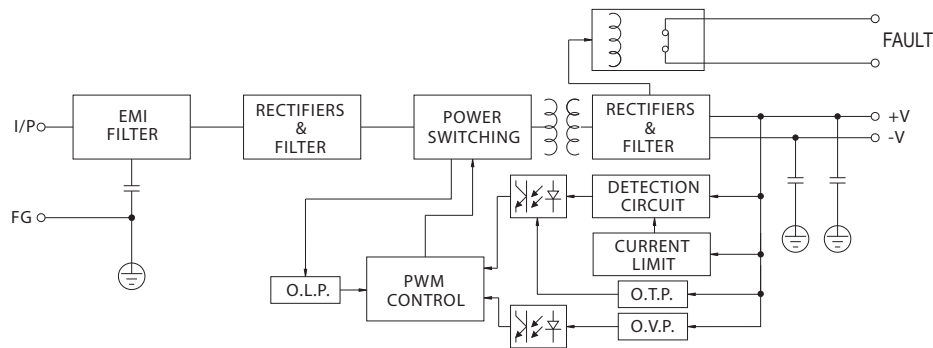 FAULT
I/P
EMI
FILTER
RECTIFIERS
&
FILTER
POWER
SWITCHING
RECTIFIERS
&
FILTER
+V
-V
FG
DETECTION
CIRCUIT
CURRENT
LIMIT
O.L.P.
PWM
CONTROL
O.T.P.
O.V.P.